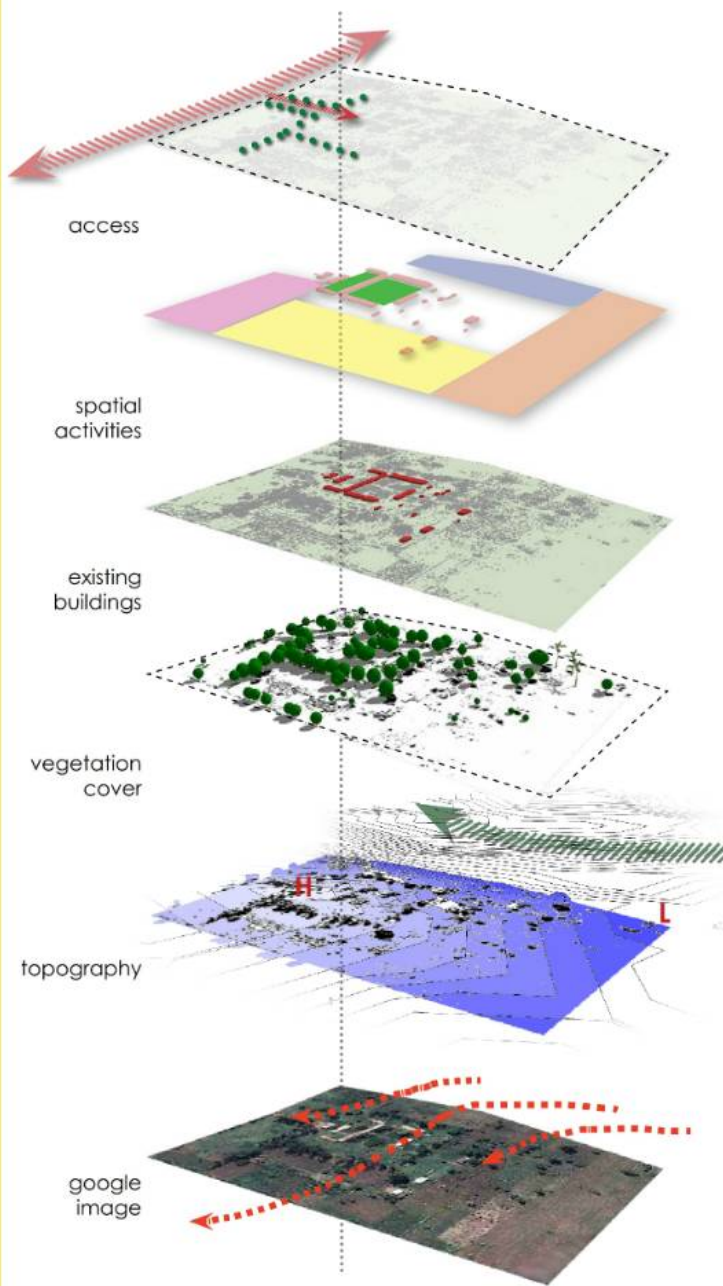 access
spatial
activities
existing
buildings
vegetation
cover
H
L
topography
google
image